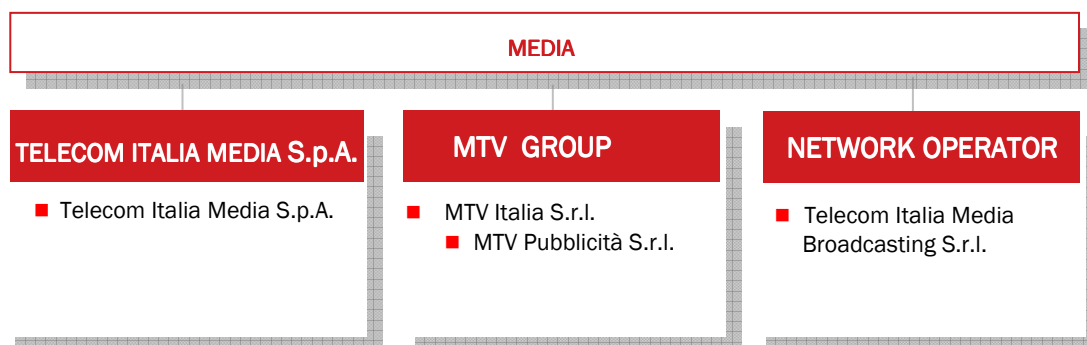 MEDIA
TELECOM ITALIA MEDIA S.p.A.
Telecom Italia Media S.p.A.
MTV GROUP
MTV Italia S.r.l.
MTV Pubblicità S.r.l.
NETWORK OPERATOR
Telecom Italia Media
Broadcasting S.r.l.